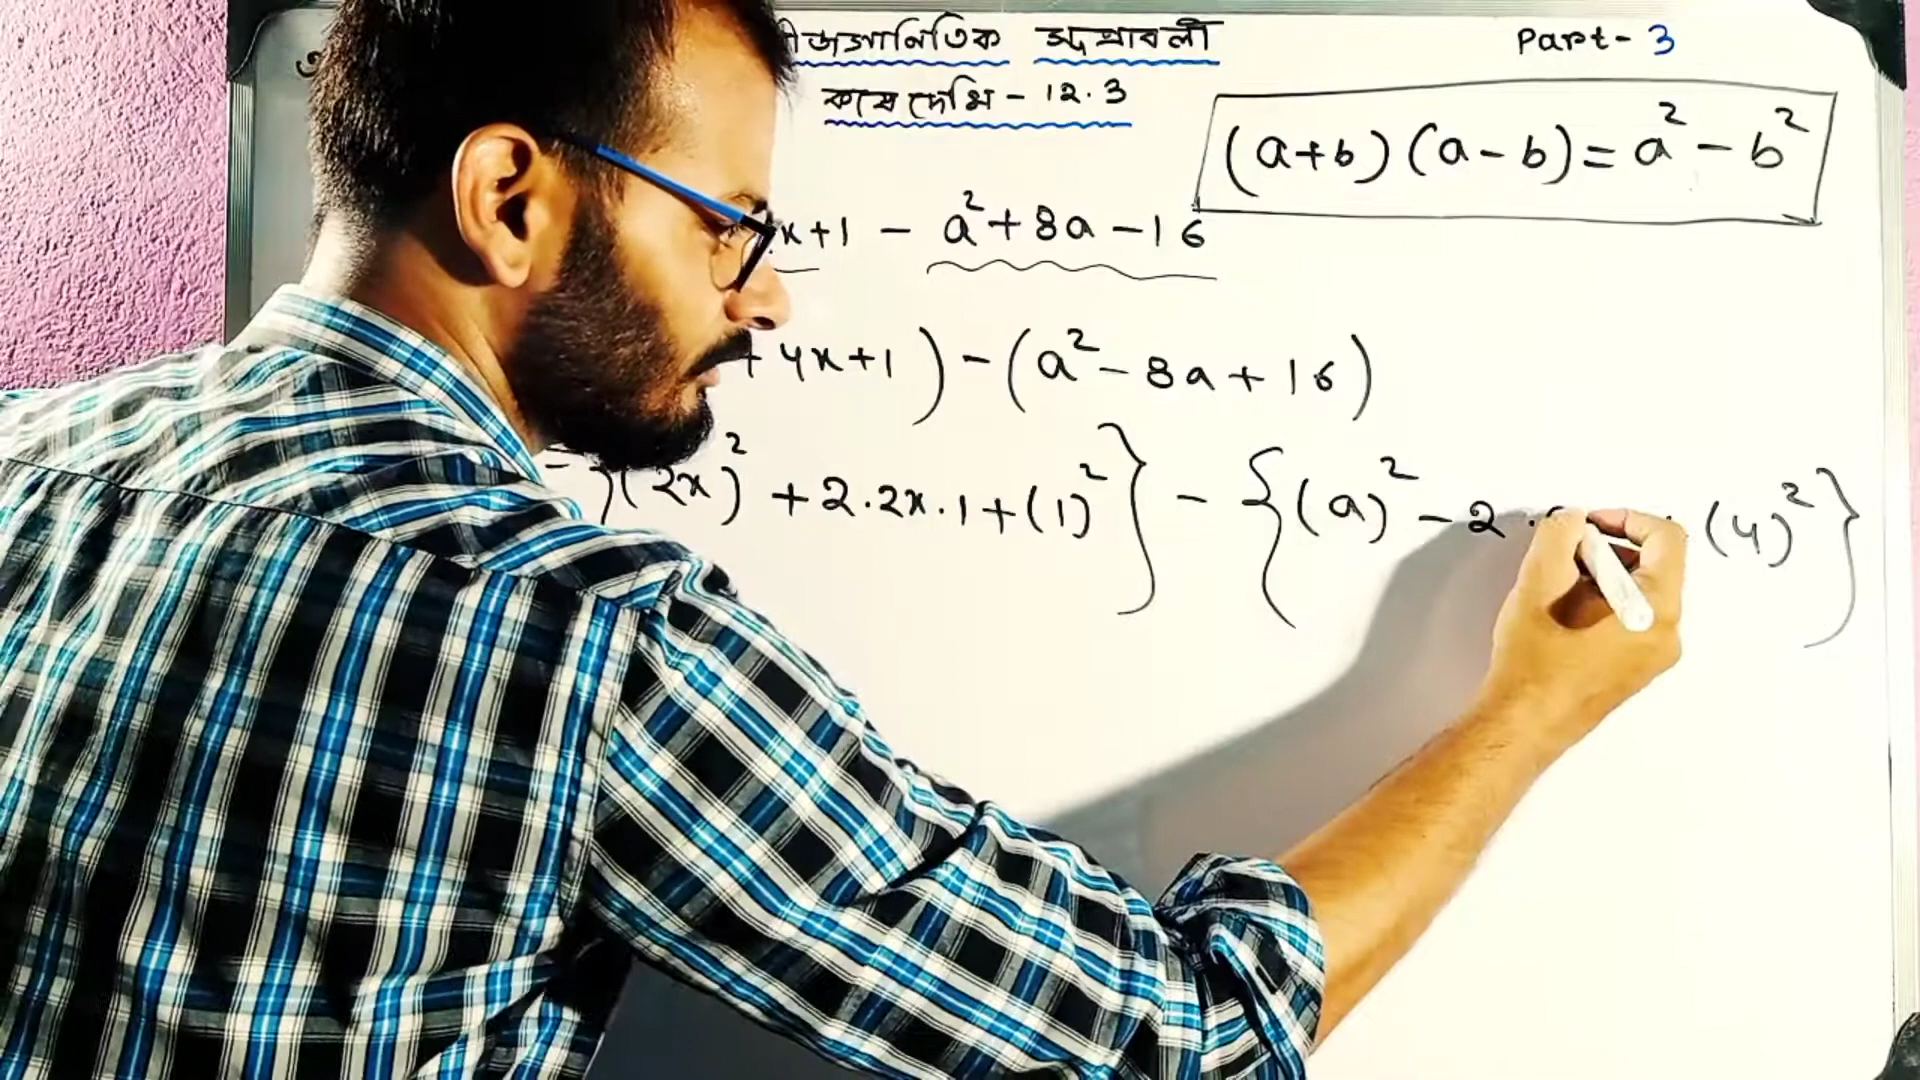 বীজগাণিতিক সূত্রাবলী Part - 3
কষে দেখি - 12.3
(a+b)(a-b) = a² - b²
x+1 - a²+8a-16
+ 4x+1) - (a²-8a+16)
= {(2x)² + 2.2x.1+(1)²} - {(a)² - 2. (4)²}